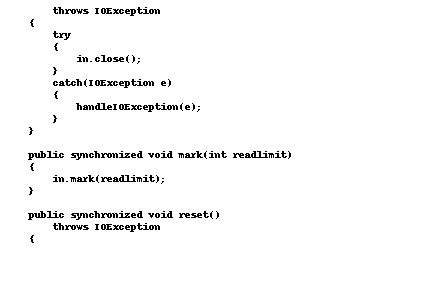 throws IOException
{
try
{
in.close();
}
catch(IOException e)
{
handleIOException(e);
}
}
public synchronized void mark(int readlimit)
{
in.mark(readlimit);
}
public synchronized void reset()
throws IOException
{